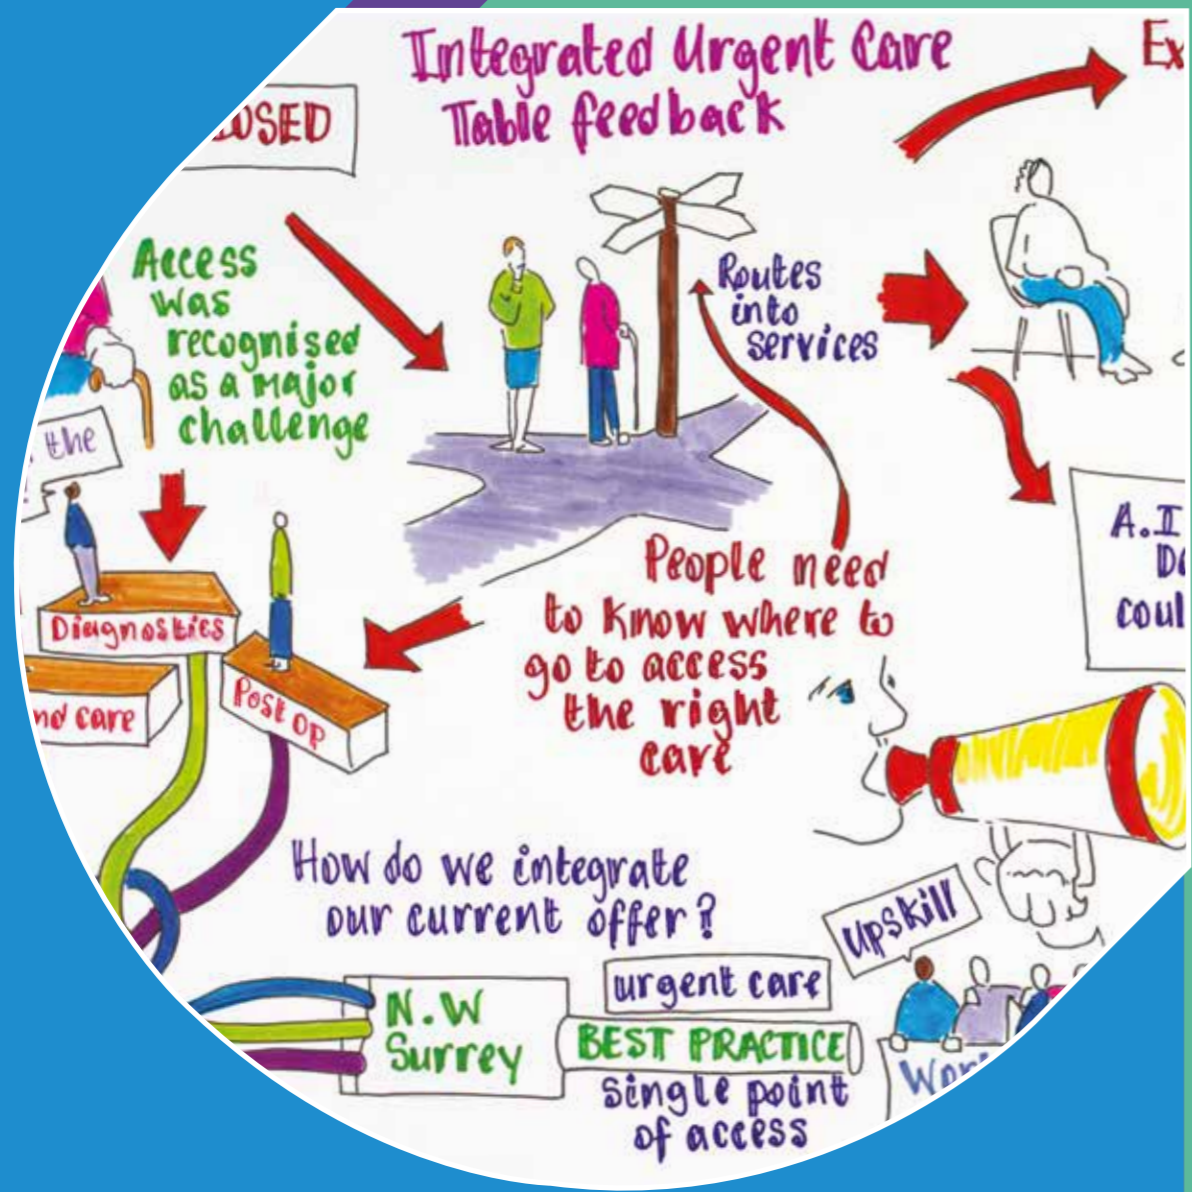 Integrated Urgent Care
Table feedback
Access
was
recognised
as a major
challenge
the
Routes
into
services
A.I
People need
to know where to
go to access
the right
care
Diagnostics
care
Post op
How do we integrate
our current offer?
upskill
N.W
Surrey
urgent care
BEST PRACTICE
Single point
of access